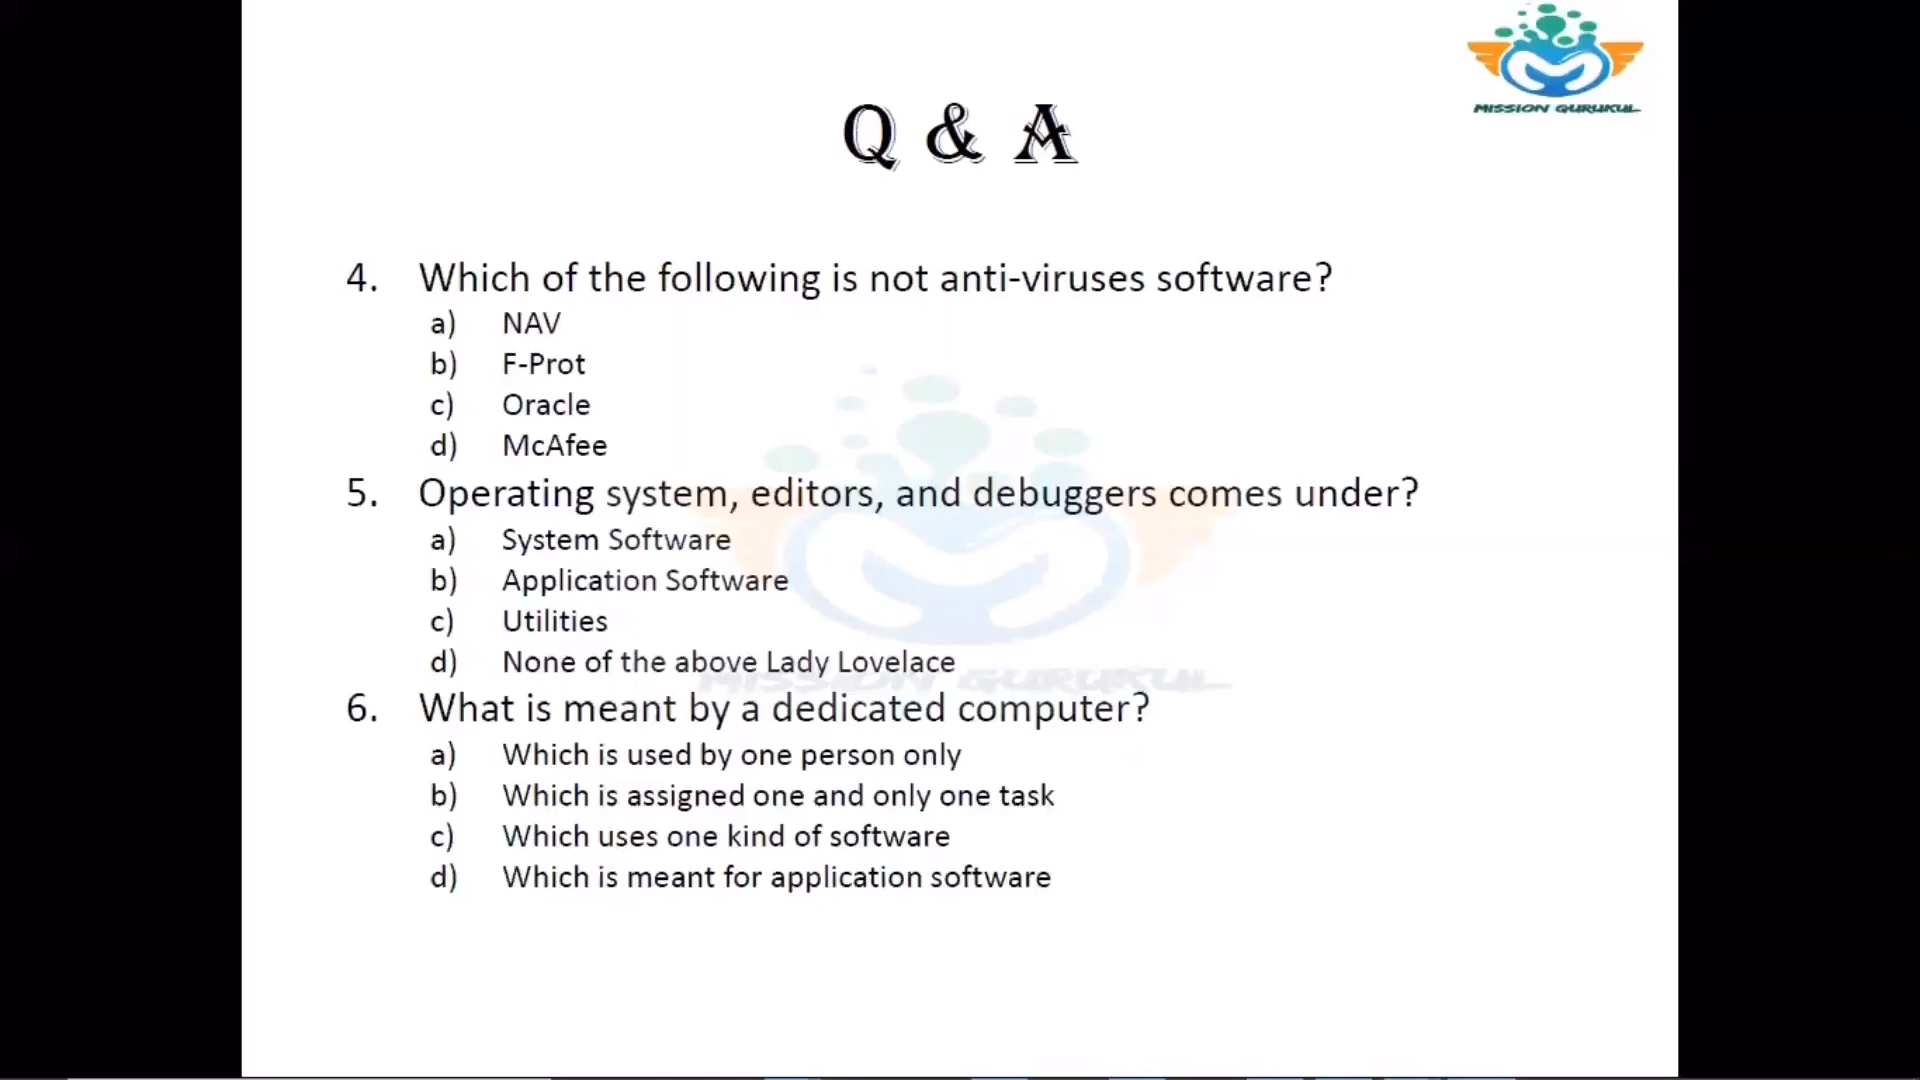 MISSION GURUKUL
Q & A
4. Which of the following is not anti-viruses software?
a) NAV
b) F-Prot
c) Oracle
d) McAfee
5. Operating system, editors, and debuggers comes under?
a) System Software
b) Application Software
c) Utilities
d) None of the above Lady Lovelace
MISSION GURUKUL
6. What is meant by a dedicated computer?
a) Which is used by one person only
b) Which is assigned one and only one task
c) Which uses one kind of software
d) Which is meant for application software